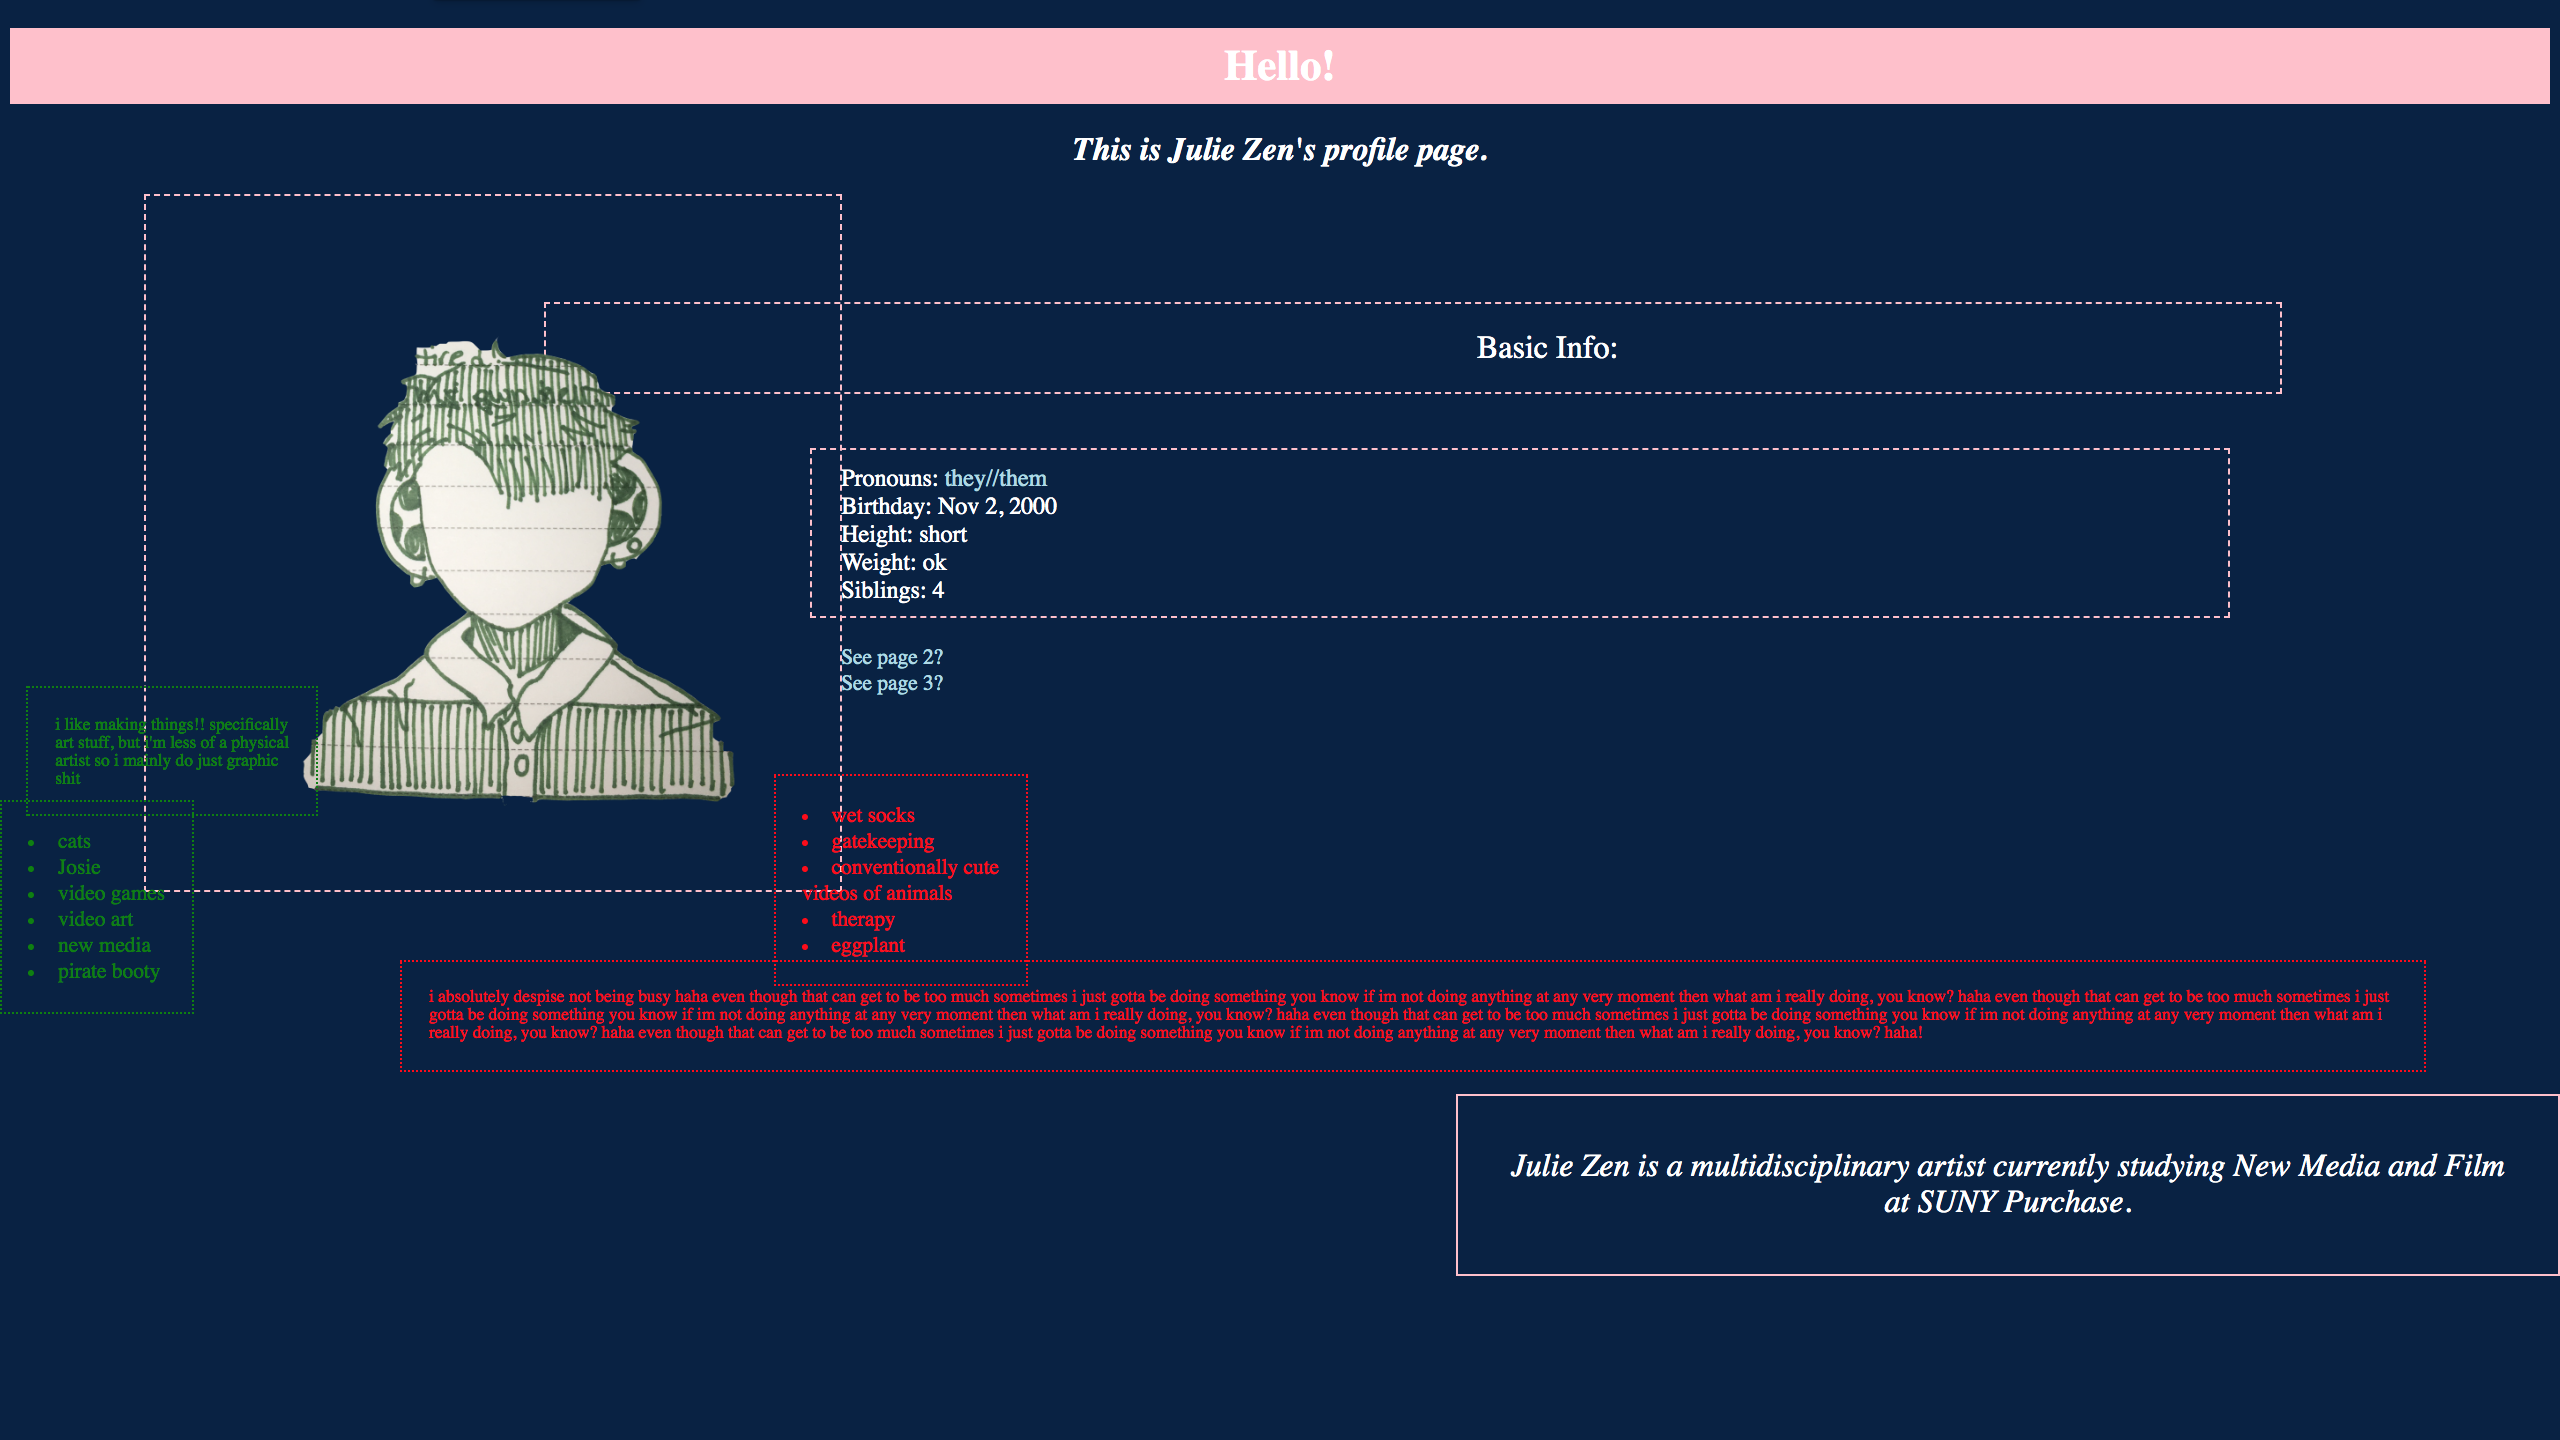 Hello!
This is Julie Zen's profile page.
Basic Info:
tired
Pronouns: they//them
Birthday: Nov 2, 2000
Height: short
Weight: ok
Siblings: 4
See page 2?
See page 3?
i like making things!! specifically
art stuff, but i'm less of a physical
artist so i mainly do just graphic
shit
cats
Josie
video games
video art
new media
pirate booty
wet socks
gatekeeping
conventionally cute
videos of animals
therapy
eggplant
i absolutely despise not being busy haha even though that can get to be too much sometimes i just gotta be doing something you know if im not doing anything at any very moment then what am i really doing, you know? haha even though that can get to be too much sometimes i just
gotta be doing something you know if im not doing anything at any very moment then what am i really doing, you know? haha even though that can get to be too much sometimes i just gotta be doing something you know if im not doing anything at any very moment then what am i
really doing, you know? haha even though that can get to be too much sometimes i just gotta be doing something you know if im not doing anything at any very moment then what am i really doing, you know? haha!
Julie Zen is a multidisciplinary artist currently studying New Media and Film
at SUNY Purchase.